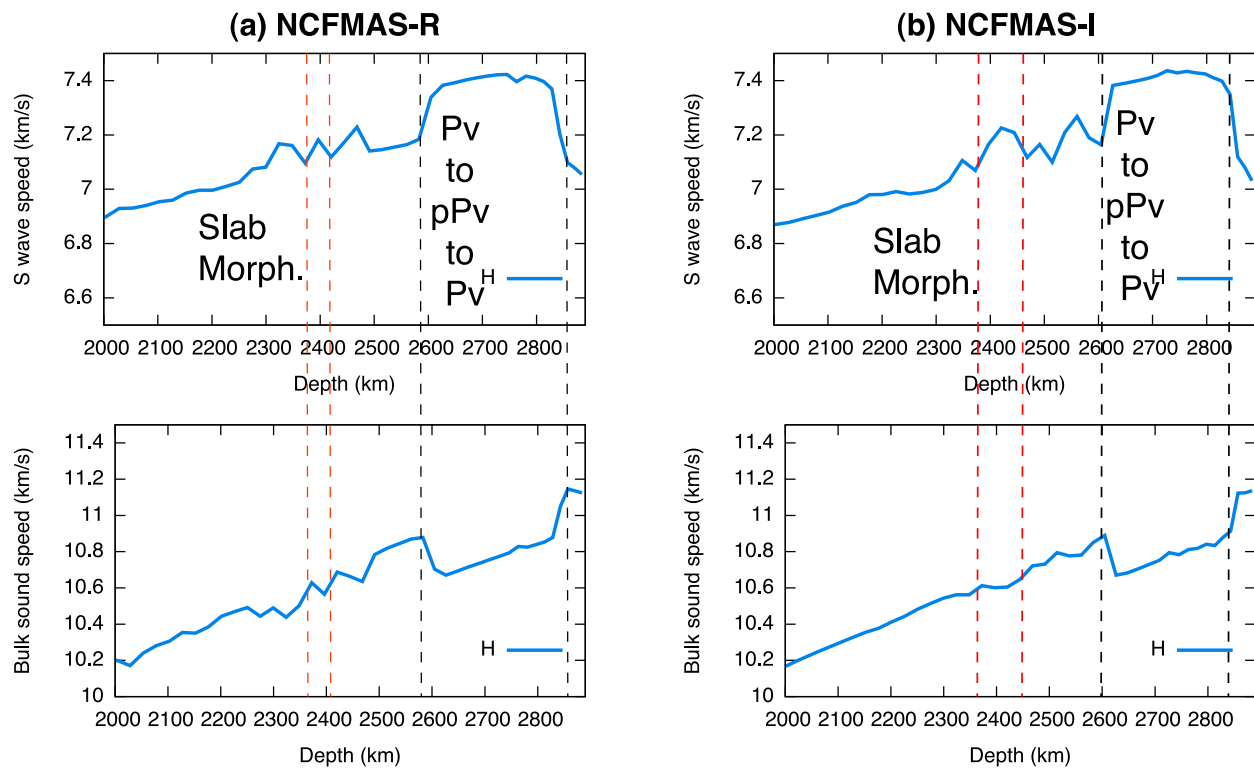 (a) NCFMAS-R
S wave speed (km/s)
7.4
7.2
7
6.8
6.6
Slab
Morph.
Pv
to
pPv
to
Pv
H
2000 2100 2200 2300 2400 2500 2600 2700 2800
Depth (km)
Bulk sound speed (km/s)
11.4
11.2
11
10.8
10.6
10.4
10.2
10
H
2000 2100 2200 2300 2400 2500 2600 2700 2800
Depth (km)
(b) NCFMAS-I
S wave speed (km/s)
7.4
7.2
7
6.8
6.6
Slab
Morph.
Pv
to
pPv
to
Pv
H
2000 2100 2200 2300 2400 2500 2600 2700 2800
Depth (km)
Bulk sound speed (km/s)
11.4
11.2
11
10.8
10.6
10.4
10.2
10
H
2000 2100 2200 2300 2400 2500 2600 2700 2800
Depth (km)